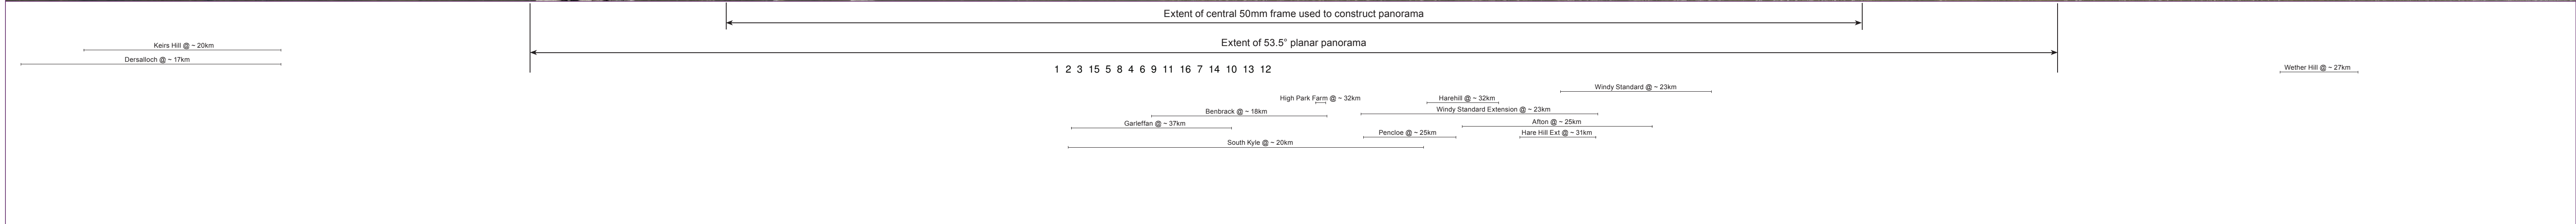 Extent of central 50mm frame used to construct panorama
Extent of 53.5° planar panorama
Keirs Hill @ ~ 20km
Dersalloch @ ~ 17km
1 2 3 15 5 8 4 6 9 11 16 7 14 10 13 12
Wether Hill @ ~ 27km
Windy Standard @ ~ 23km
High Park Farm @ ~ 32km
Harehill @ ~ 32km
Windy Standard Extension @ ~ 23km
Benbrack @ ~ 18km
Garleffan @ ~ 37km
Afton @ ~ 25km
Pencloe @ ~ 25km
Hare Hill Ext @ ~ 31km
South Kyle @ ~ 20km